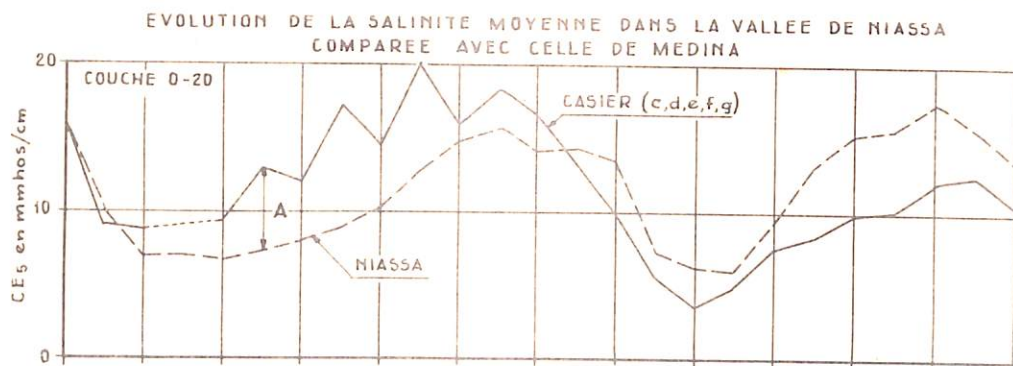 EVOLUTION DE LA SALINITE MOYENNE DANS LA VALLEE DE NIASSA
COMPAREE AVEC CELLE DE MEDINA
20
COUCHE 0-20
CASIER (c,d,e,f,g)
10
A
NIASSA
0
CE5 en mmhos/cm